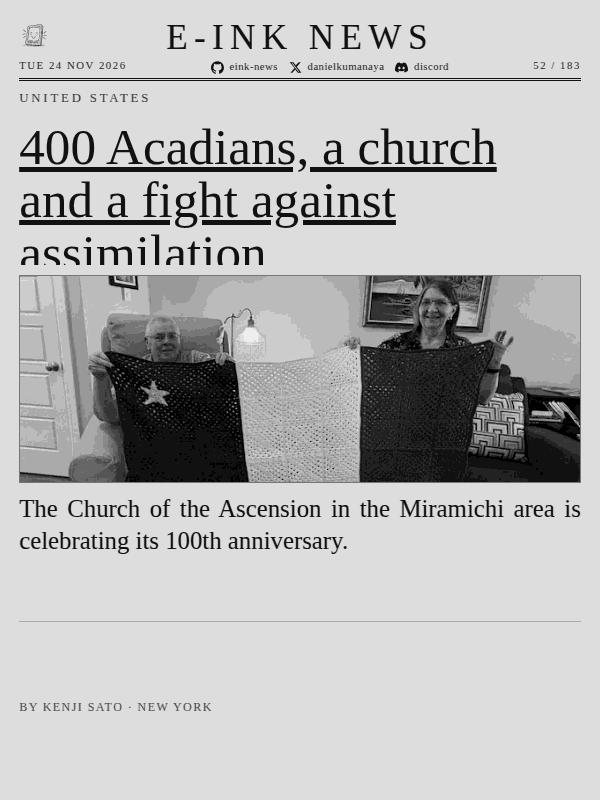 E-INK NEWS
TUE 24 NOV 2026
eink-news
danielkumanaya
discord
52 / 183
UNITED STATES
400 Acadians, a church
and a fight against
assimilation
The Church of the Ascension in the Miramichi area is
celebrating its 100th anniversary.
BY KENJI SATO · NEW YORK